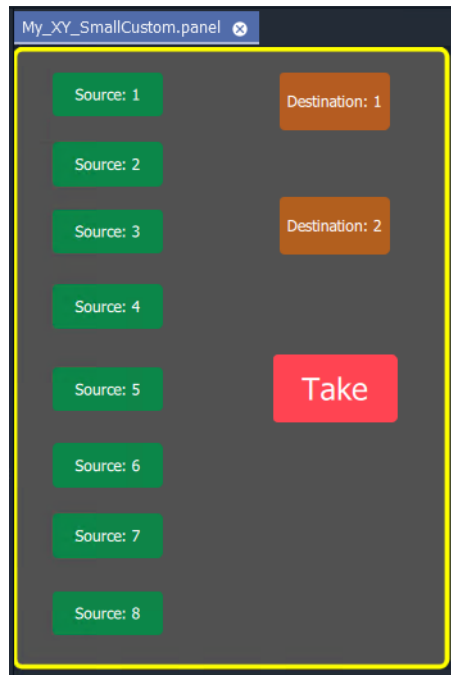 My_XY_SmallCustom.panel
Source: 1
Destination: 1
Source: 2
Source: 3
Destination: 2
Source: 4
Source: 5
Take
Source: 6
Source: 7
Source: 8